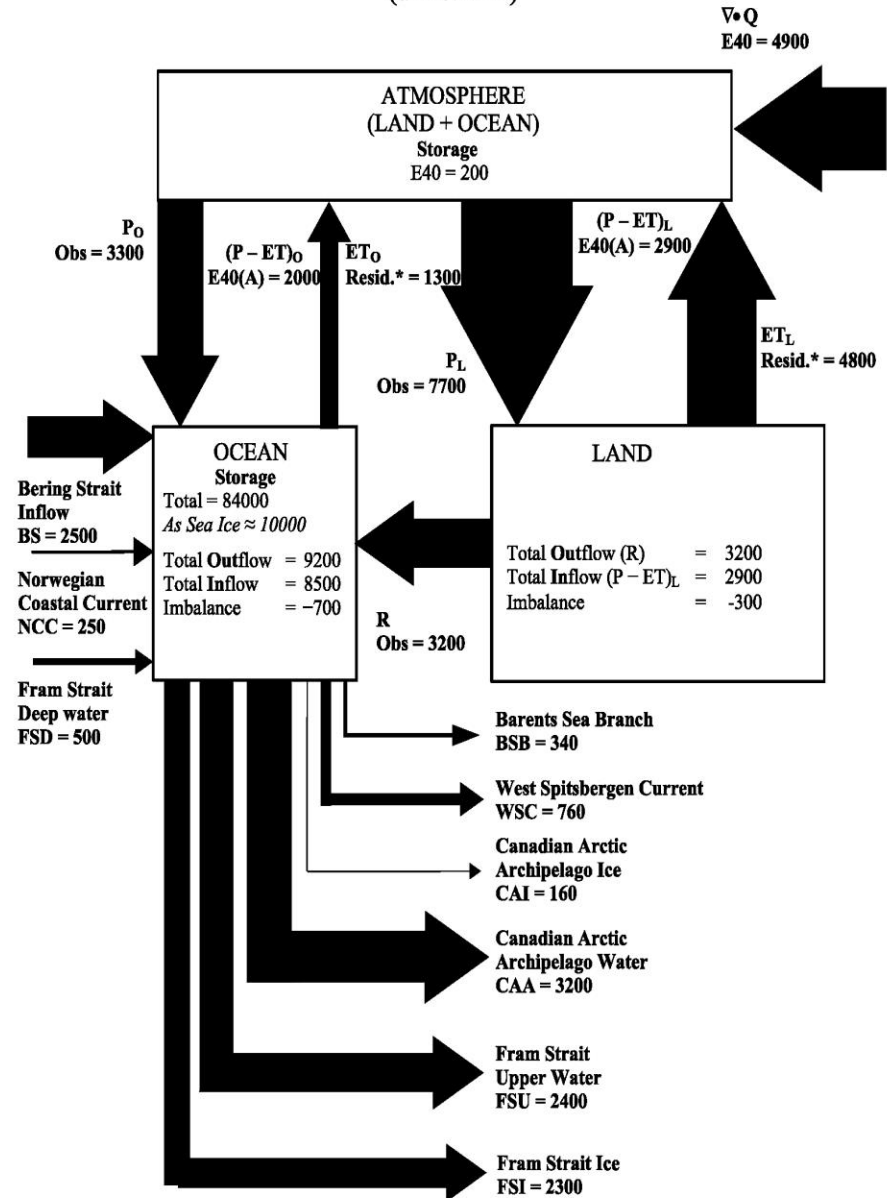 ∇•Q
E40 = 4900
ATMOSPHERE
(LAND + OCEAN)
Storage
E40 = 200
P_O
Obs = 3300
(P – ET)_O
E40(A) = 2000
ET_O
Resid.* = 1300
(P – ET)_L
E40(A) = 2900
P_L
Obs = 7700
ET_L
Resid.* = 4800
Bering Strait
Inflow
BS = 2500
Norwegian
Coastal Current
NCC = 250
Fram Strait
Deep water
FSD = 500
OCEAN
Storage
Total = 84000
As Sea Ice ≈ 10000
Total Outflow = 9200
Total Inflow = 8500
Imbalance = −700
R
Obs = 3200
LAND
Total Outflow (R) = 3200
Total Inflow (P – ET)_L = 2900
Imbalance = -300
Barents Sea Branch
BSB = 340
West Spitsbergen Current
WSC = 760
Canadian Arctic
Archipelago Ice
CAI = 160
Canadian Arctic
Archipelago Water
CAA = 3200
Fram Strait
Upper Water
FSU = 2400
Fram Strait Ice
FSI = 2300